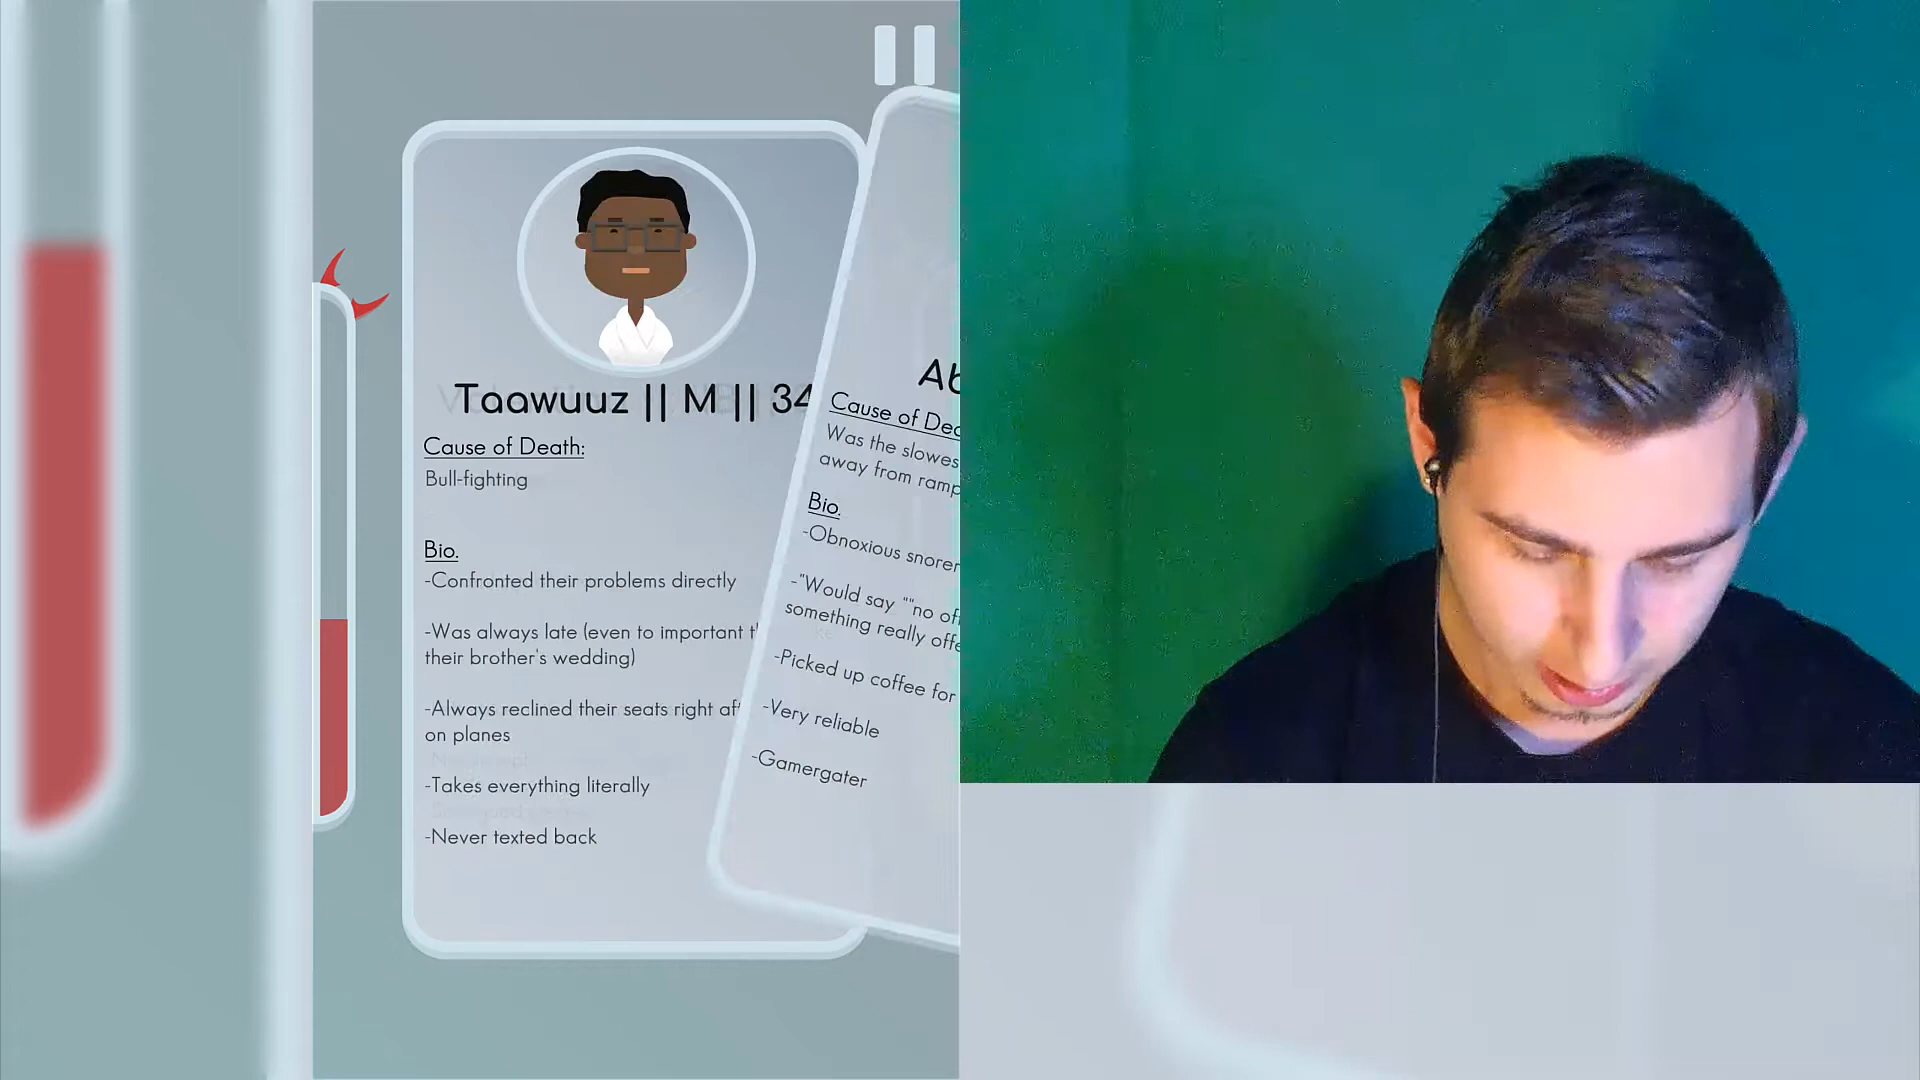 Taawuuz || M || 34
Cause of Death:
Bull-fighting
Bio.
-Confronted their problems directly
-Was always late (even to important
their brother's wedding)
-Always reclined their seats right
on planes
-Takes everything literally
-Never texted back
Cause of
Was the
away from
Bio.
-Obnoxious snorer
-"Would say ""no
something really
-Picked up coffee for
-Very reliable
-Gamergater